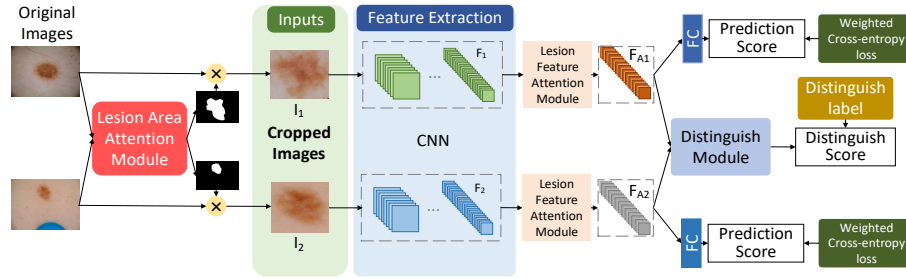 Original
Images
Lesion Area
Attention
Module
×
×
Inputs
I1
Cropped
Images
I2
Feature Extraction
F1
...
...
CNN
F2
...
...
Lesion
Feature
Attention
Module
Lesion
Feature
Attention
Module
FA1
FA2
FC
Prediction
Score
Weighted
Cross-entropy
loss
Distinguish
label
Distinguish
Module
Distinguish
Score
FC
Prediction
Score
Weighted
Cross-entropy
loss